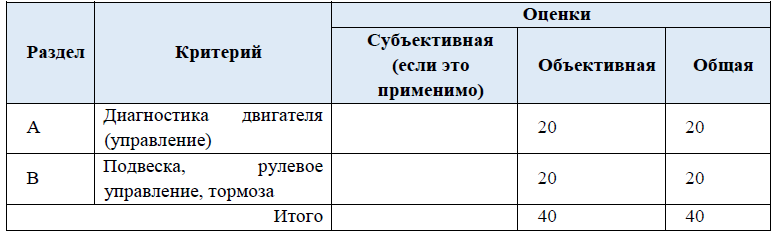 Раздел Критерий Оценки
Субъективная (если это применимо) Объективная Общая
A Диагностика двигателя (управление) 20 20
B Подвеска, рулевое управление, тормоза 20 20
Итого 40 40